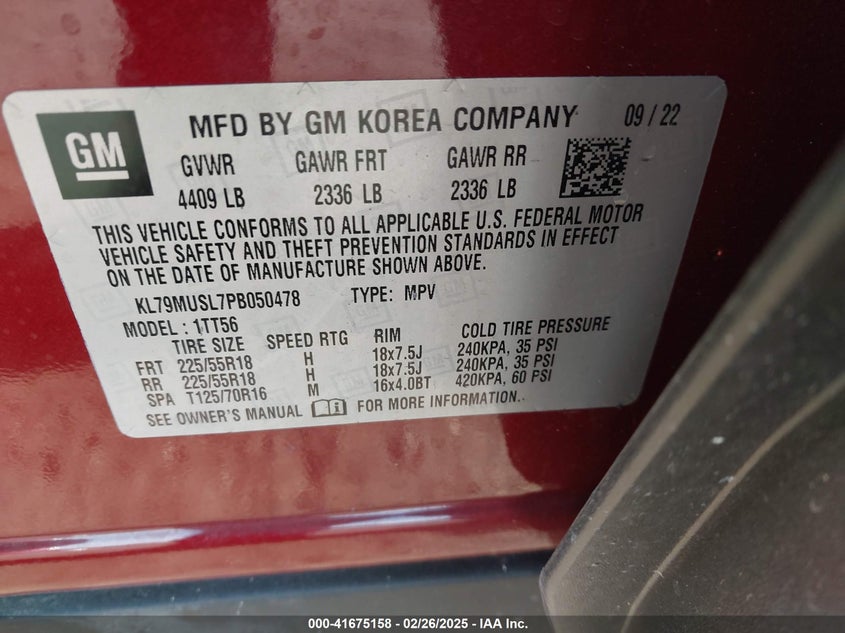 GM
MFD BY GM KOREA COMPANY 09 / 22
GVWR GAWR FRT GAWR RR
4409 LB 2336 LB 2336 LB
THIS VEHICLE CONFORMS TO ALL APPLICABLE U.S. FEDERAL MOTOR
VEHICLE SAFETY AND THEFT PREVENTION STANDARDS IN EFFECT
ON THE DATE OF MANUFACTURE SHOWN ABOVE.
KL79MUSL7PB050478 TYPE: MPV
MODEL : 1TT56
TIRE SIZE SPEED RTG RIM COLD TIRE PRESSURE
FRT 225/55R18 H 18x7.5J 240KPA, 35 PSI
RR 225/55R18 H 18x7.5J 240KPA, 35 PSI
SPA T125/70R16 M 16x4.0BT 420KPA, 60 PSI
SEE OWNER'S MANUAL FOR MORE INFORMATION.
000-41675158 - 02/26/2025 - IAA Inc.